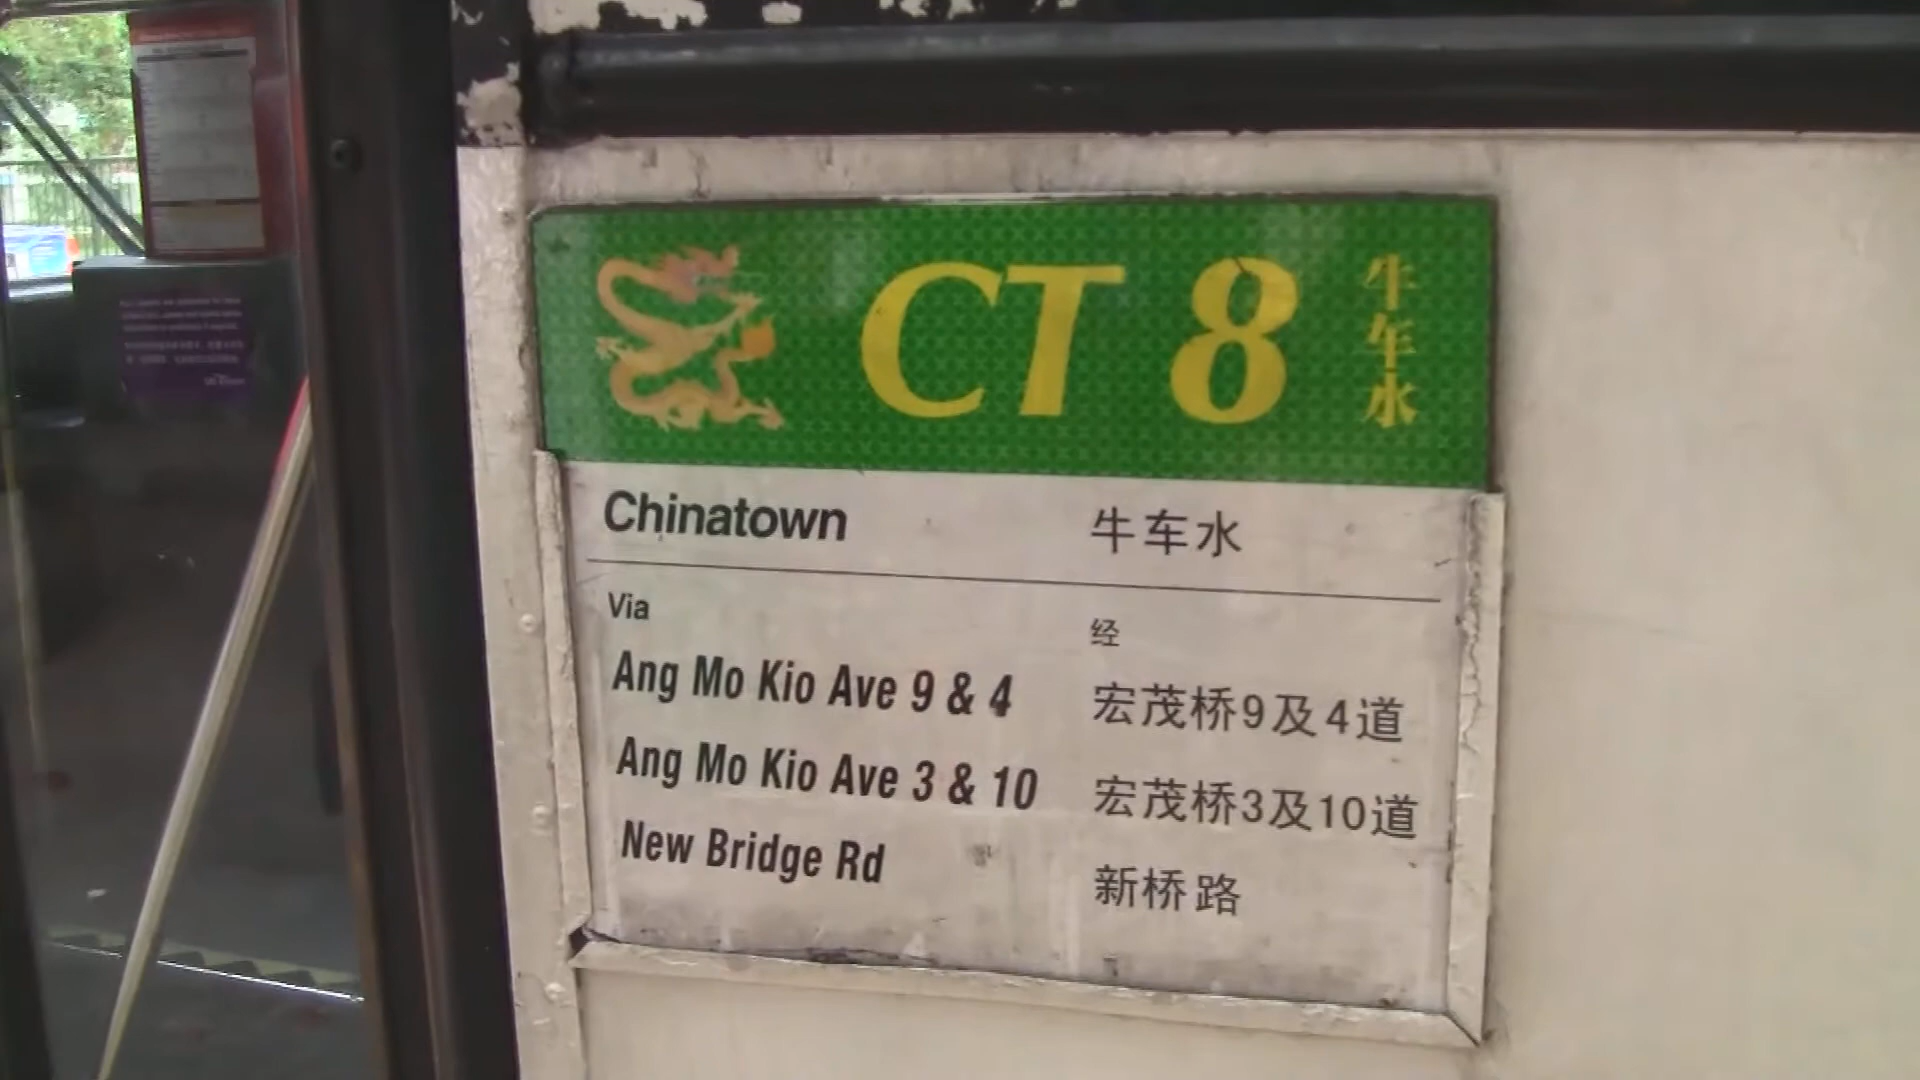 CT 8
牛车水
Chinatown 牛车水
Via 经
Ang Mo Kio Ave 9 & 4 宏茂桥9及4道
Ang Mo Kio Ave 3 & 10 宏茂桥3及10道
New Bridge Rd 新桥路